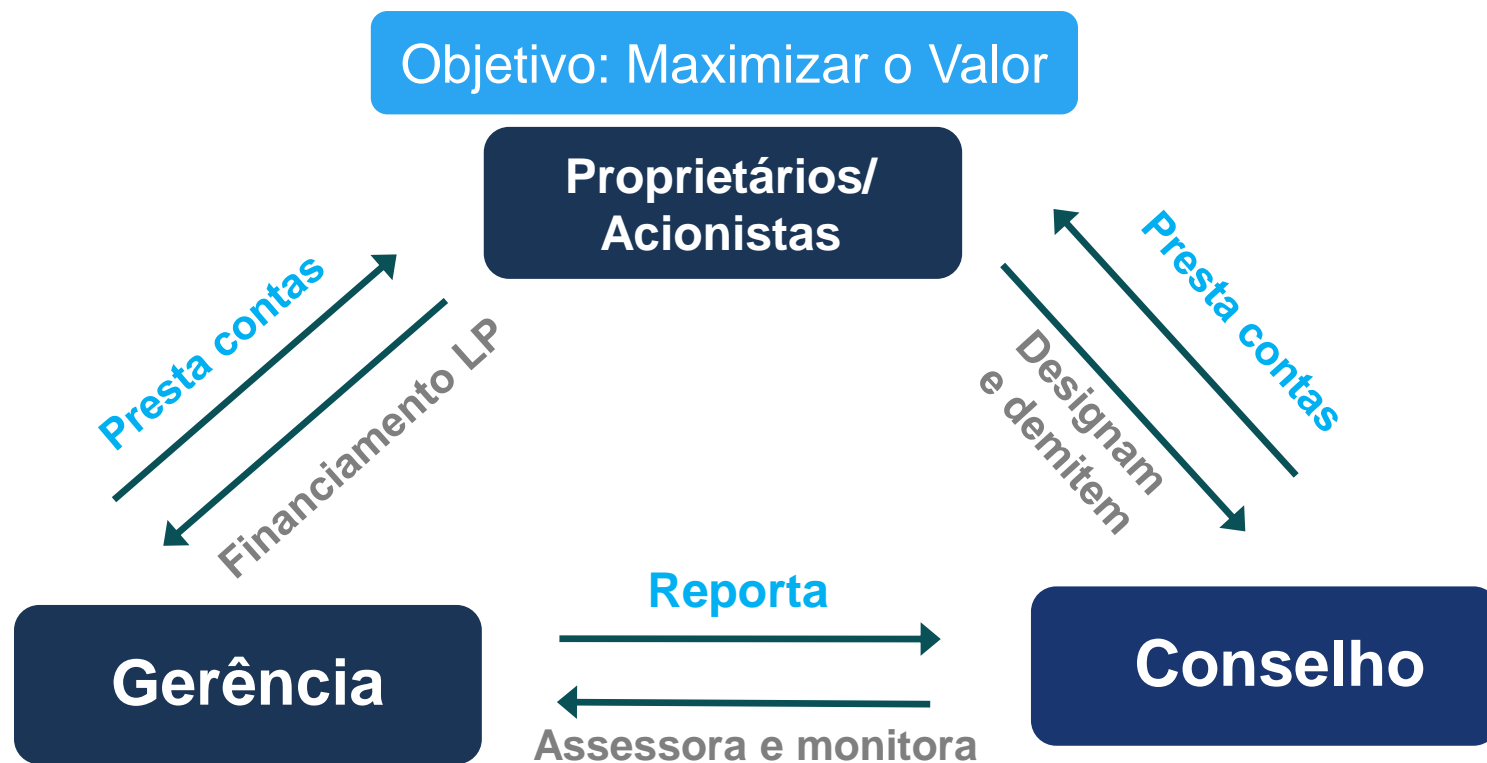 Objetivo: Maximizar o Valor
Proprietários/
Acionistas
Presta contas
Financiamento LP
Presta contas
Designam
e demitem
Reporta
Gerência
Conselho
Assessora e monitora